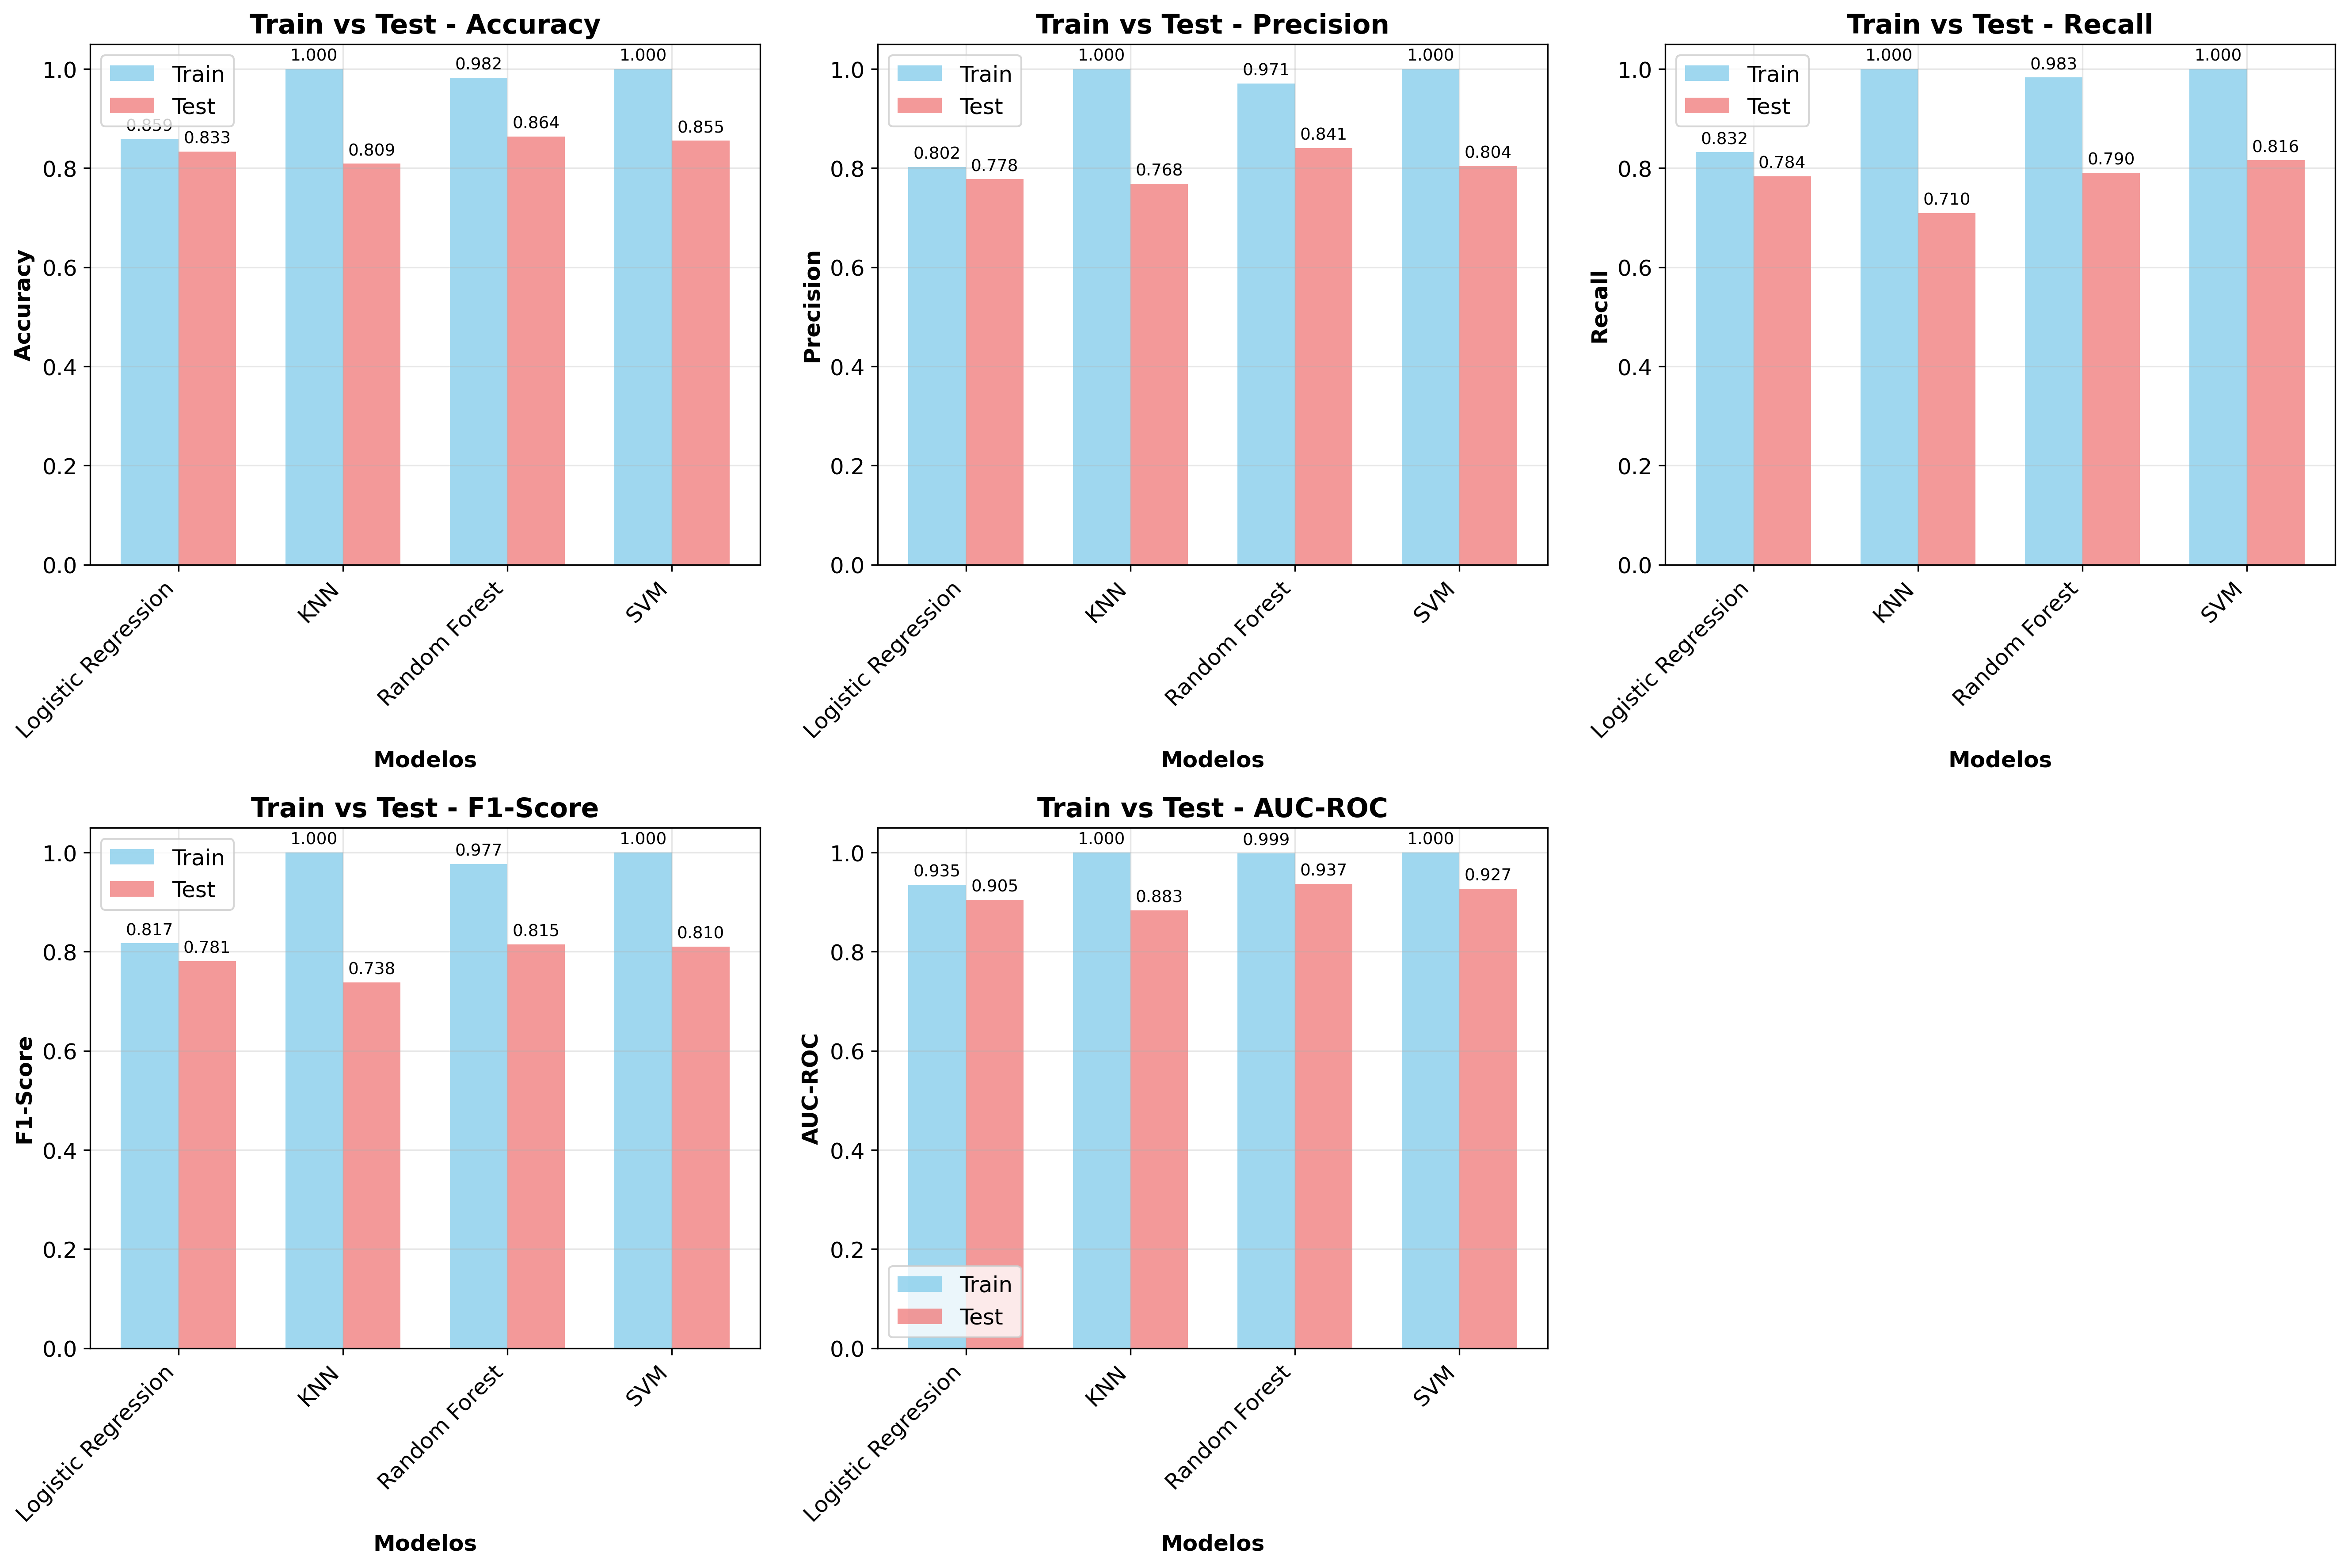 Train vs Test - Accuracy
Accuracy
1.0
0.8
0.6
0.4
0.2
0.0
Train
Test
0.859
0.833
1.000
0.809
0.982
0.864
1.000
0.855
Logistic Regression
KNN
Random Forest
SVM
Modelos
Train vs Test - Precision
Precision
1.0
0.8
0.6
0.4
0.2
0.0
Train
Test
0.802
0.778
1.000
0.768
0.971
0.841
1.000
0.804
Logistic Regression
KNN
Random Forest
SVM
Modelos
Train vs Test - Recall
Recall
1.0
0.8
0.6
0.4
0.2
0.0
Train
Test
0.832
0.784
1.000
0.710
0.983
0.790
1.000
0.816
Logistic Regression
KNN
Random Forest
SVM
Modelos
Train vs Test - F1-Score
F1-Score
1.0
0.8
0.6
0.4
0.2
0.0
Train
Test
0.817
0.781
1.000
0.738
0.977
0.815
1.000
0.810
Logistic Regression
KNN
Random Forest
SVM
Modelos
Train vs Test - AUC-ROC
AUC-ROC
1.0
0.8
0.6
0.4
0.2
0.0
0.935
0.905
1.000
0.883
0.999
0.937
1.000
0.927
Train
Test
Logistic Regression
KNN
Random Forest
SVM
Modelos